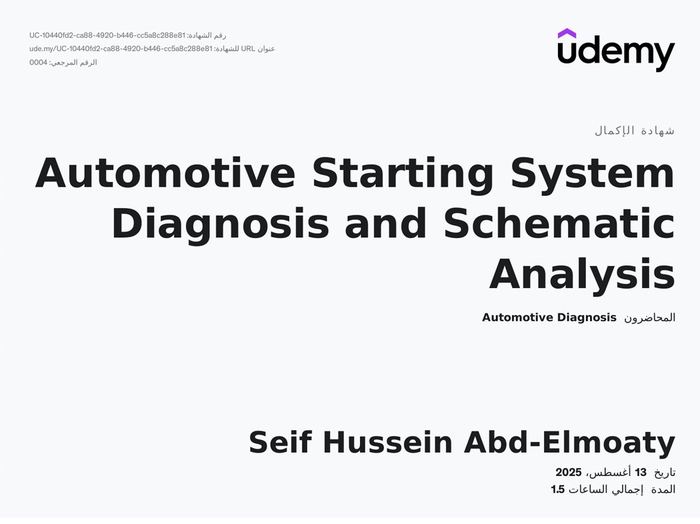 رقم الشهادة: UC-10440fd2-ca88-4920-b446-cc5a8c288e81
عنوان URL للشهادة: ude.my/UC-10440fd2-ca88-4920-b446-cc5a8c288e81
الرقم المرجعي: 0004
udemy
شهادة الإكمال
Automotive Starting System
Diagnosis and Schematic
Analysis
المحاضرون Automotive Diagnosis
Seif Hussein Abd-Elmoaty
تاريخ 13 أغسطس، 2025
المدة إجمالي الساعات 1.5